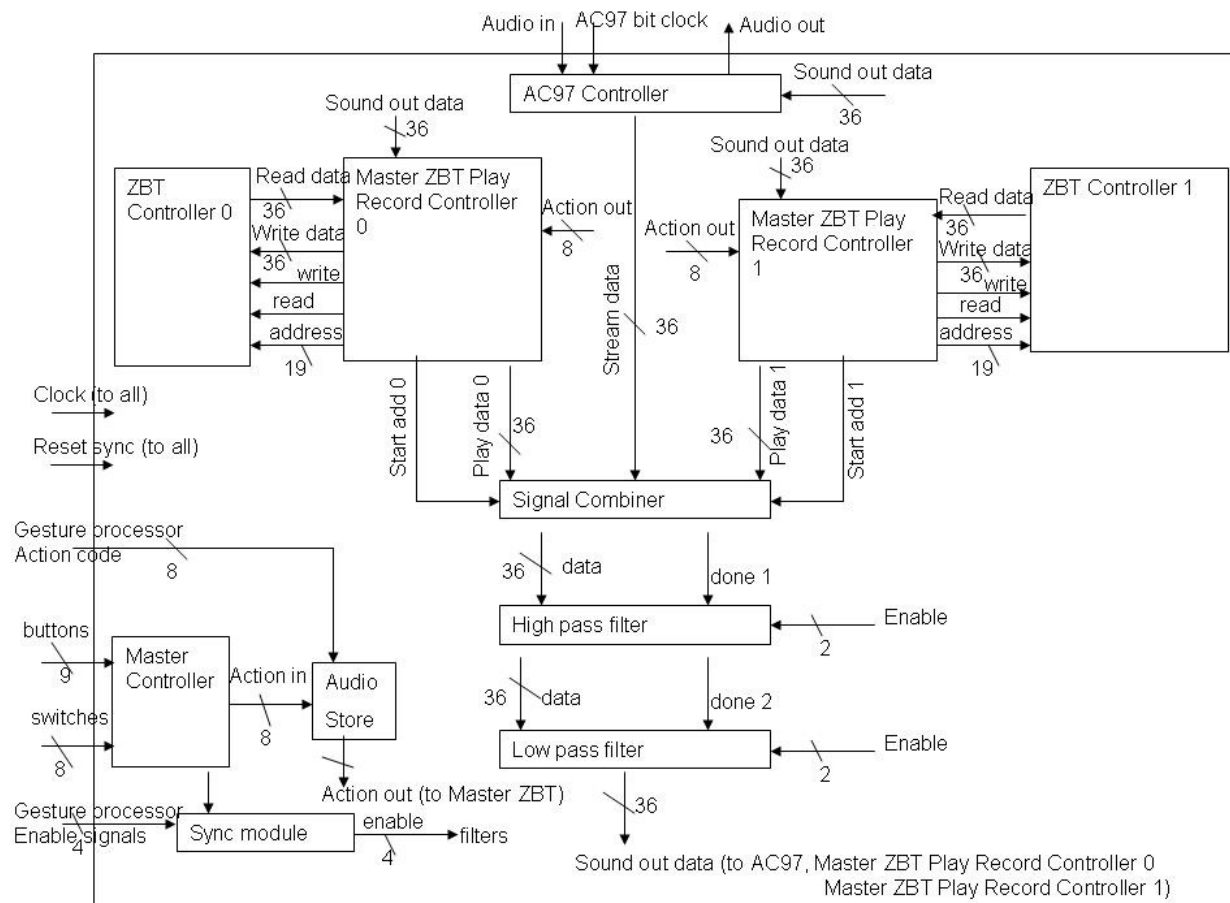 Audio in
AC97 bit clock
Audio out
AC97 Controller
Sound out data
36
Sound out data
36
Sound out data
36
ZBT
Controller 0
Read data
36
Write data
36
write
read
address
19
Master ZBT Play
Record Controller
0
Action out
8
Stream data
36
Action out
8
Master ZBT Play
Record Controller
1
Read data
36
Write data
36
write
read
address
19
ZBT Controller 1
Clock (to all)
Reset sync (to all)
Start add 0
Play data 0
36
36
Play data 1
Start add 1
Signal Combiner
Gesture processor
Action code
8
36
data
done 1
High pass filter
Enable
2
buttons
9
Master
Controller
Action in
8
Audio
Store
switches
8
36
data
done 2
Low pass filter
Enable
2
Action out (to Master ZBT)
36
Gesture processor
Enable signals
4
Sync module
enable
4
filters
Sound out data (to AC97, Master ZBT Play Record Controller 0
Master ZBT Play Record Controller 1)